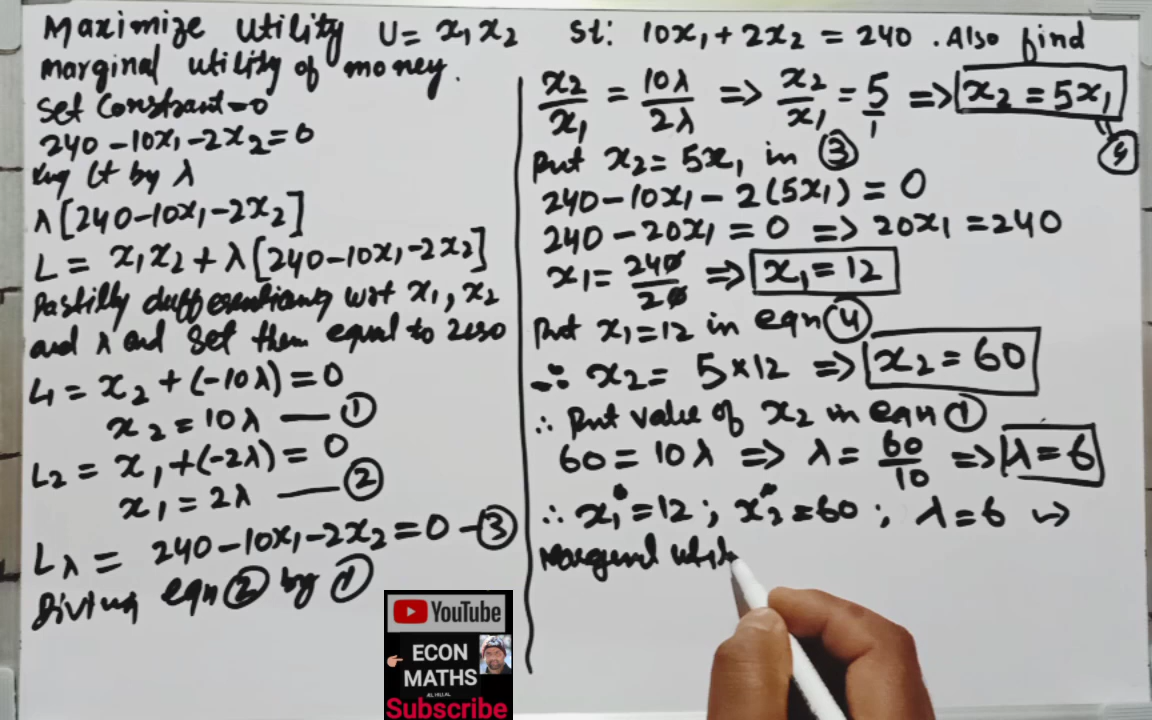 Maximize Utility U = x₁x₂ St: 10x₁ + 2x₂ = 240 . Also find
marginal utility of money.
Set Constraint = 0
240 - 10x₁ - 2x₂ = 0
by λ
λ[240 - 10x₁ - 2x₂]
L = x₁x₂ + λ[240 - 10x₁ - 2x₂]
wrt x₁, x₂
and λ and set them equal to zero
L₁ = x₂ + (-10λ) = 0
x₂ = 10λ — ①
L₂ = x₁ + (-2λ) = 0
x₁ = 2λ — ②
Lλ = 240 - 10x₁ - 2x₂ = 0 - ③
eqn ② by ①
x₂/x₁ = 10λ/2λ => x₂/x₁ = 5/1 => x₂ = 5x₁
④
Put x₂ = 5x₁ in ③
240 - 10x₁ - 2(5x₁) = 0
240 - 20x₁ = 0 => 20x₁ = 240
x₁ = 240/20 => x₁ = 12
Put x₁ = 12 in eqn ④
∴ x₂ = 5×12 => x₂ = 60
∴ Put value of x₂ in eqn ①
60 = 10λ => λ = 60/10 => λ = 6
∴ x₁* = 12 ; x₂* = 60 ; λ = 6 ↪
Marginal
YouTube
ECON
MATHS
Subscribe